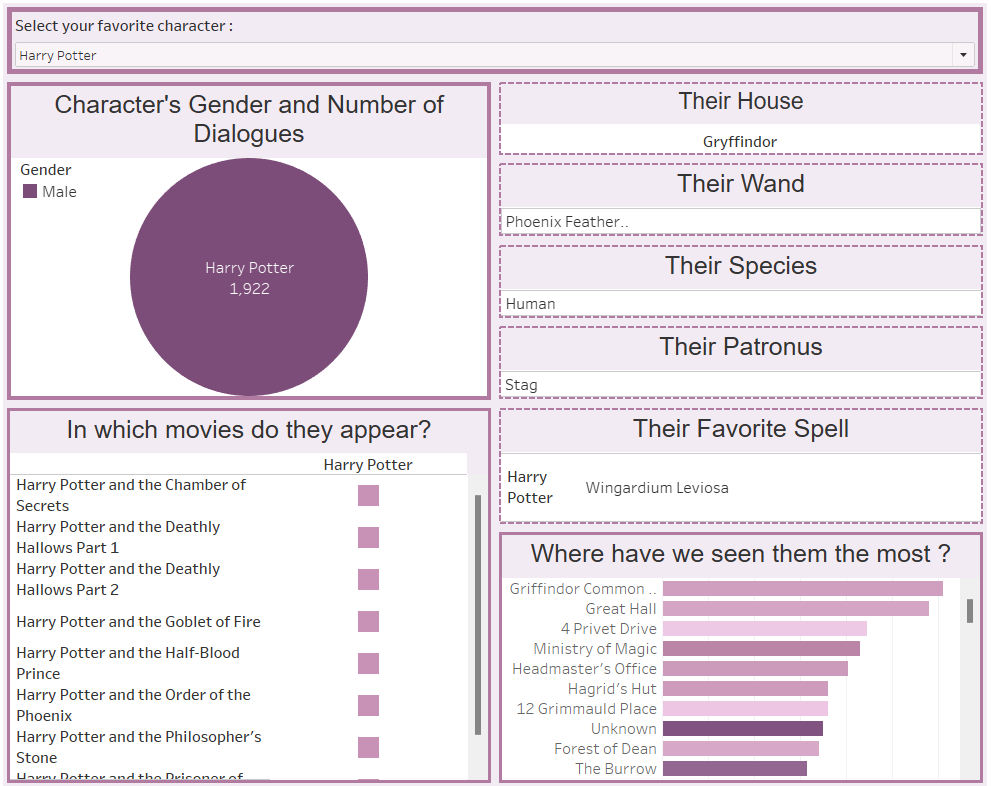 Select your favorite character :
Harry Potter
Character's Gender and Number of
Dialogues
Gender
Male
Harry Potter
1,922
Their House
Gryffindor
Their Wand
Phoenix Feather..
Their Species
Human
Their Patronus
Stag
In which movies do they appear?
Harry Potter
Harry Potter and the Chamber of
Secrets
Harry Potter and the Deathly
Hallows Part 1
Harry Potter and the Deathly
Hallows Part 2
Harry Potter and the Goblet of Fire
Harry Potter and the Half-Blood
Prince
Harry Potter and the Order of the
Phoenix
Harry Potter and the Philosopher's
Stone
Harry Potter and the Prisoner of
Their Favorite Spell
Harry
Potter
Wingardium Leviosa
Where have we seen them the most ?
Griffindor Common ..
Great Hall
4 Privet Drive
Ministry of Magic
Headmaster's Office
Hagrid's Hut
12 Grimmauld Place
Unknown
Forest of Dean
The Burrow